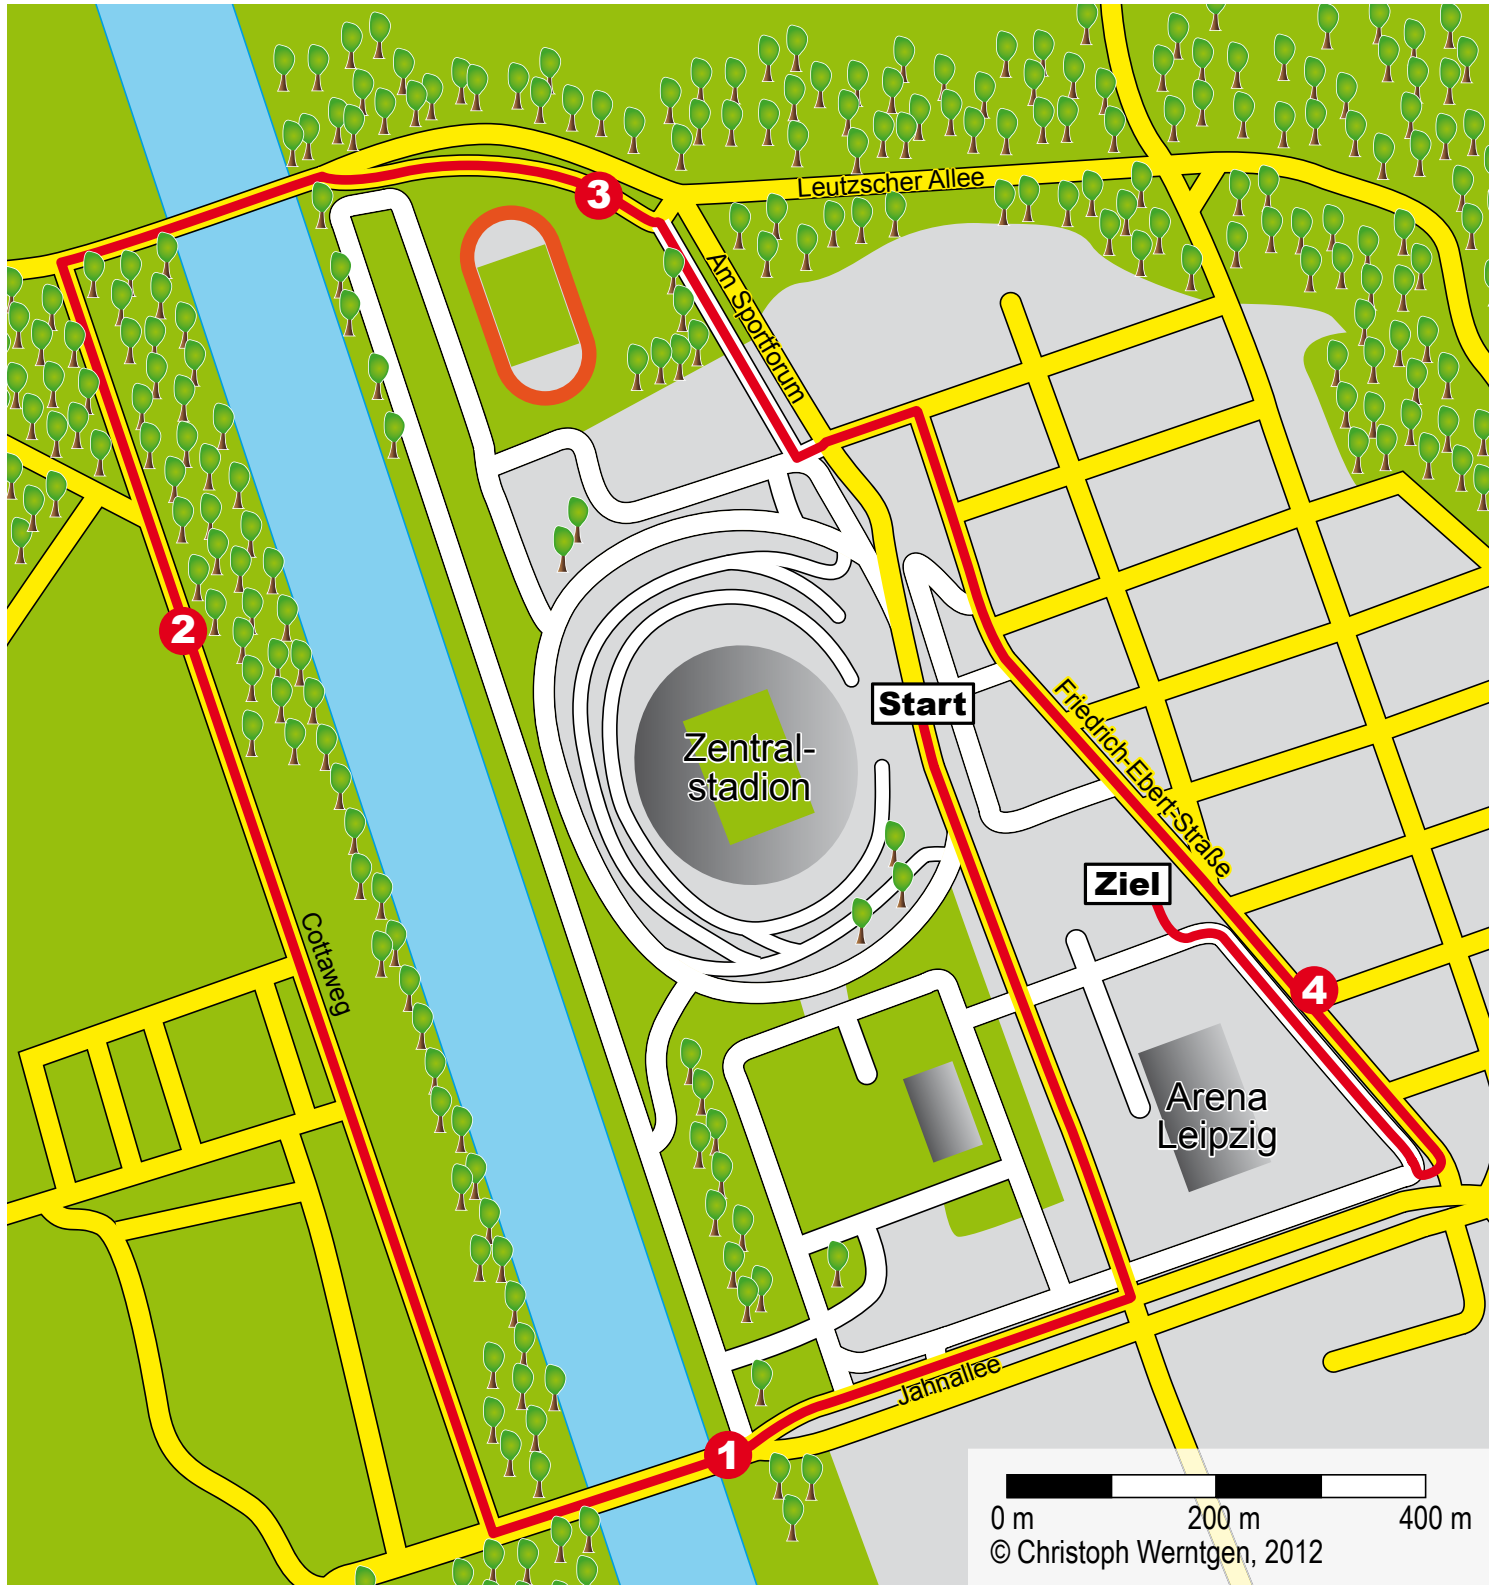 3
Leutzscher Allee
Am Sportforum
2
Start
Friedrich-Ebert-Straße
Zentral-
stadion
Ziel
Cottaweg
4
Arena
Leipzig
Jahnallee
1
0 m 200 m 400 m
© Christoph Werntgen, 2012